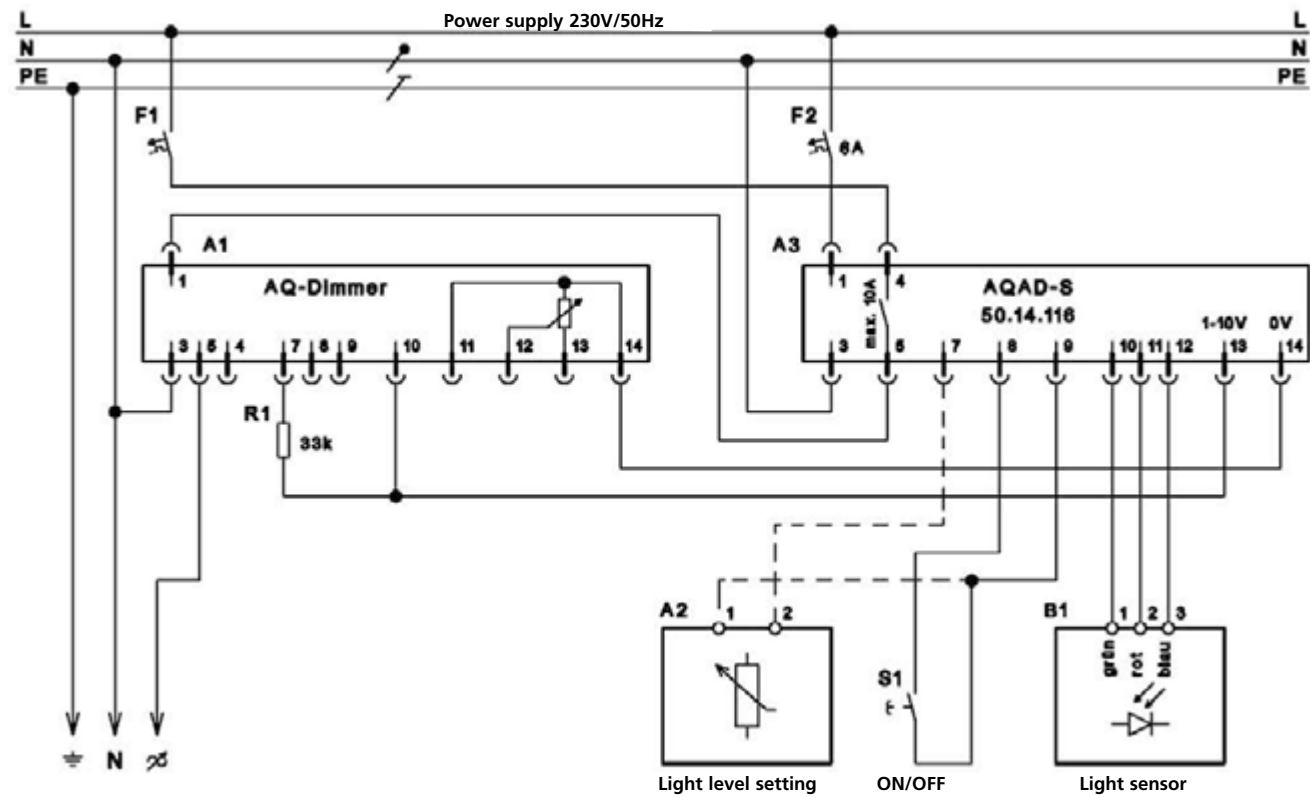 Power supply 230V/50Hz
L L
N N
PE PE
F1
F2
6A
A1
A3
1
1 4
AQ-Dimmer
AQAD-S
50.14.116
max. 10A
1-10V 0V
3 5 4 7 8 9 10 11 12 13 14
3 5 7 8 9 10 11 12 13 14
R1
33k
A2 1 2
B1 1 2 3
grün
rot
blau
S1
N
Light level setting
ON/OFF
Light sensor